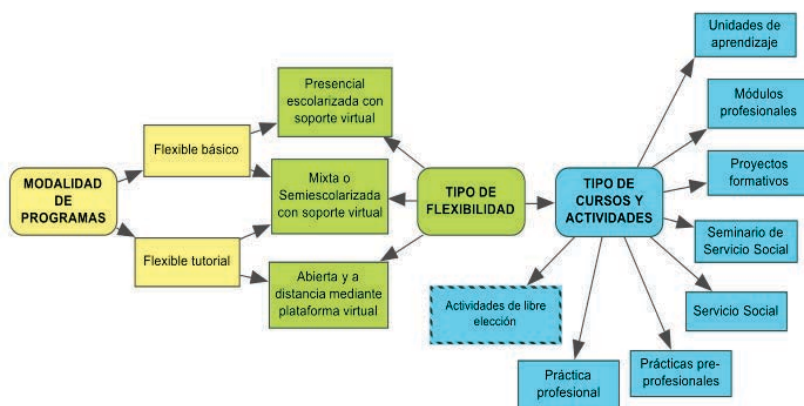 MODALIDAD
DE
PROGRAMAS
Flexible básico
Flexible tutorial
Presencial
escolarizada con
soporte virtual
Mixta o
Semiescolarizada
con soporte virtual
Abierta y a
distancia mediante
plataforma virtual
TIPO DE
FLEXIBILIDAD
TIPO DE
CURSOS Y
ACTIVIDADES
Unidades de
aprendizaje
Módulos
profesionales
Proyectos
formativos
Seminario de
Servicio Social
Servicio Social
Prácticas pre-
profesionales
Práctica
profesional
Actividades de libre
elección